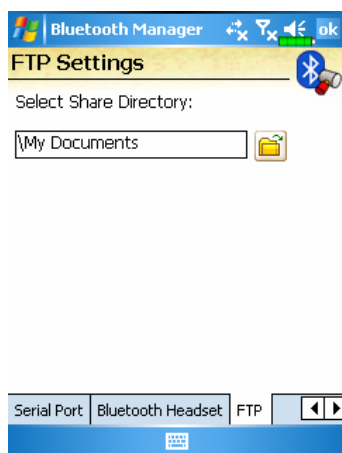 Bluetooth Manager ok
FTP Settings
Select Share Directory:
\My Documents
Serial Port Bluetooth Headset FTP